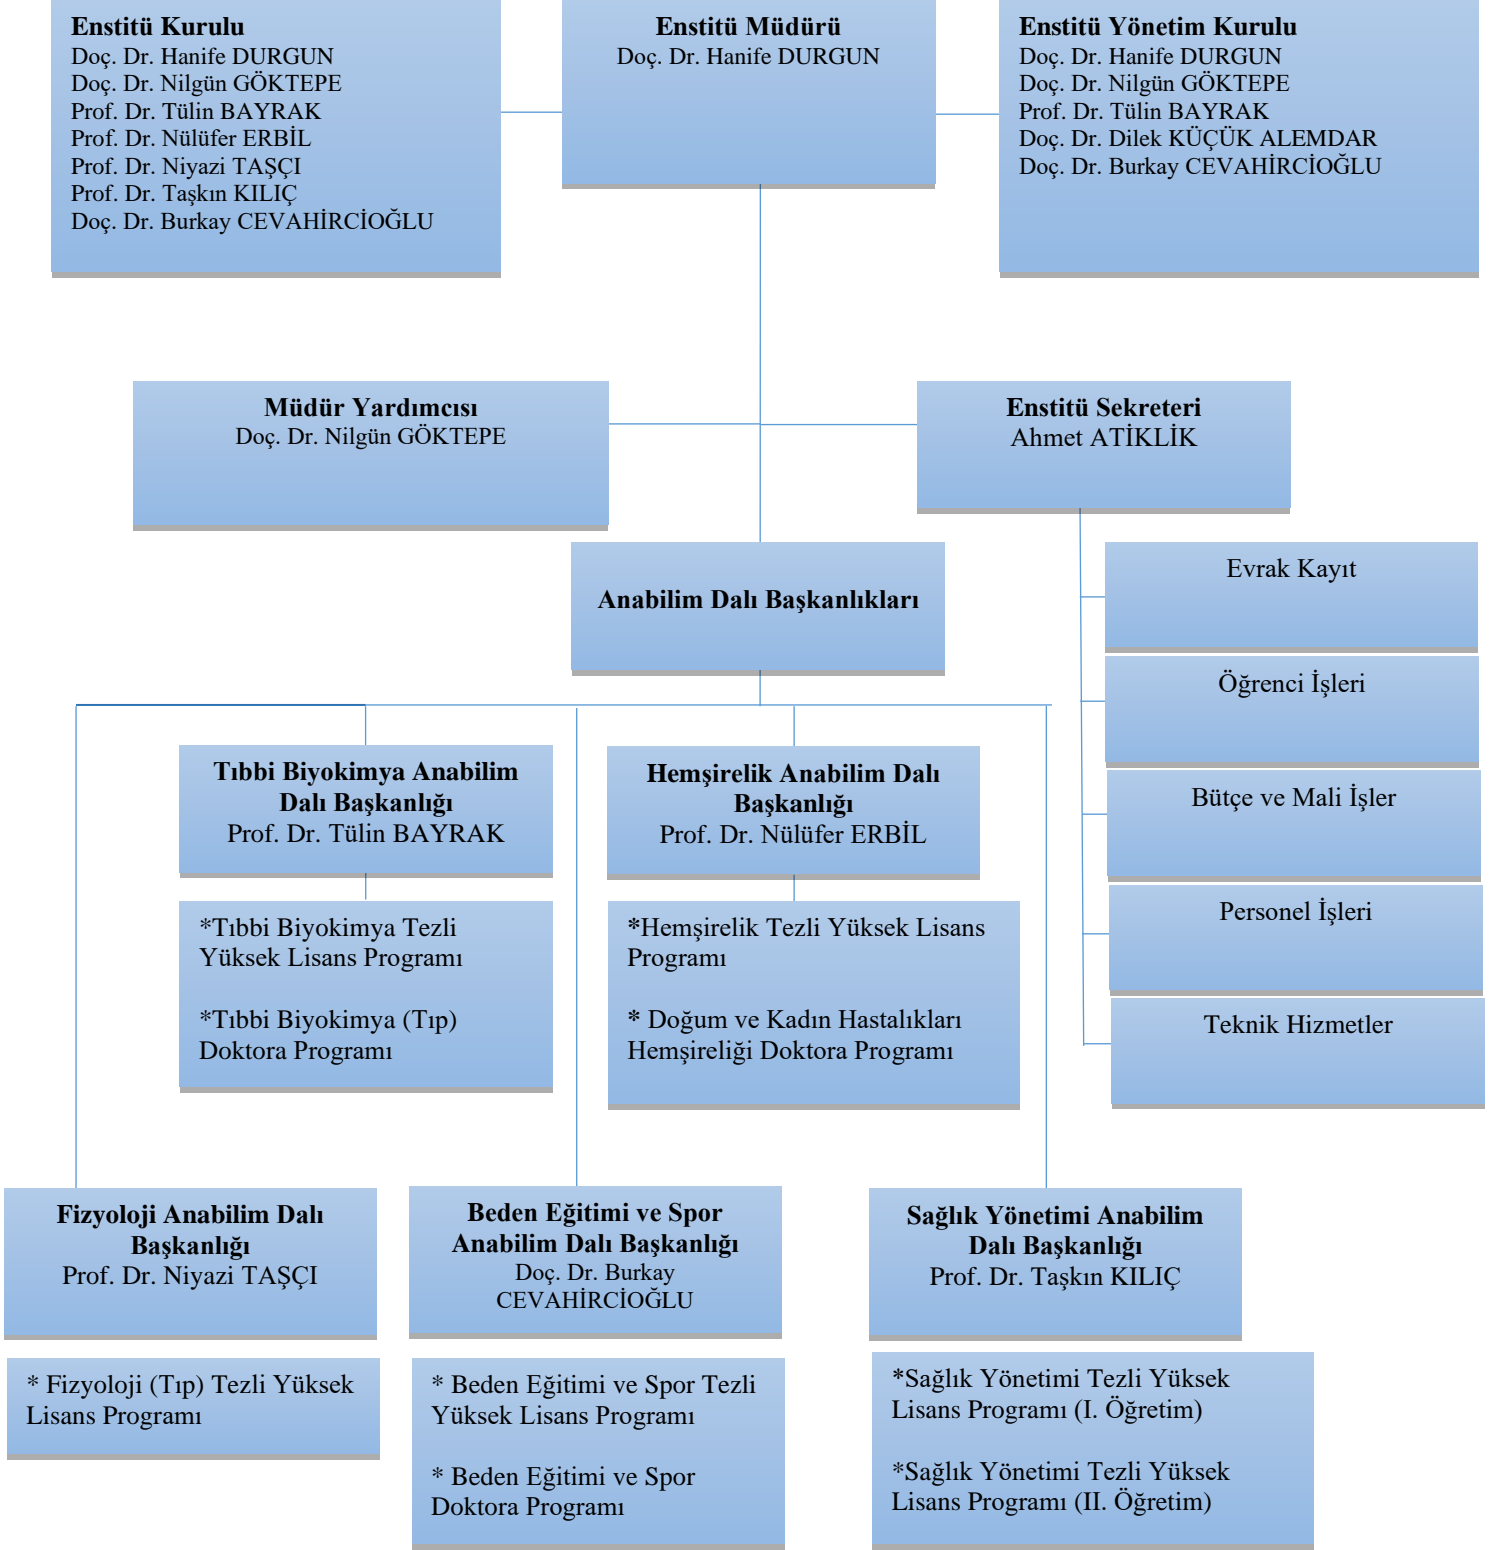 Enstitü Kurulu
Doç. Dr. Hanife DURGUN
Doç. Dr. Nilgün GÖKTEPE
Prof. Dr. Tülin BAYRAK
Prof. Dr. Nülüfer ERBİL
Prof. Dr. Niyazi TAŞÇI
Prof. Dr. Taşkın KILIÇ
Doç. Dr. Burkay CEVAHİRCİOĞLU
Enstitü Müdürü
Doç. Dr. Hanife DURGUN
Enstitü Yönetim Kurulu
Doç. Dr. Hanife DURGUN
Doç. Dr. Nilgün GÖKTEPE
Prof. Dr. Tülin BAYRAK
Doç. Dr. Dilek KÜÇÜK ALEMDAR
Doç. Dr. Burkay CEVAHİRCİOĞLU
Müdür Yardımcısı
Doç. Dr. Nilgün GÖKTEPE
Enstitü Sekreteri
Ahmet ATİKLİK
Anabilim Dalı Başkanlıkları
Evrak Kayıt
Öğrenci İşleri
Bütçe ve Mali İşler
Personel İşleri
Teknik Hizmetler
Tıbbi Biyokimya Anabilim
Dalı Başkanlığı
Prof. Dr. Tülin BAYRAK
*Tıbbi Biyokimya Tezli
Yüksek Lisans Programı
*Tıbbi Biyokimya (Tıp)
Doktora Programı
Hemşirelik Anabilim Dalı
Başkanlığı
Prof. Dr. Nülüfer ERBİL
*Hemşirelik Tezli Yüksek Lisans
Programı
* Doğum ve Kadın Hastalıkları
Hemşireliği Doktora Programı
Fizyoloji Anabilim Dalı
Başkanlığı
Prof. Dr. Niyazi TAŞÇI
* Fizyoloji (Tıp) Tezli Yüksek
Lisans Programı
Beden Eğitimi ve Spor
Anabilim Dalı Başkanlığı
Doç. Dr. Burkay
CEVAHİRCİOĞLU
* Beden Eğitimi ve Spor Tezli
Yüksek Lisans Programı
* Beden Eğitimi ve Spor
Doktora Programı
Sağlık Yönetimi Anabilim
Dalı Başkanlığı
Prof. Dr. Taşkın KILIÇ
*Sağlık Yönetimi Tezli Yüksek
Lisans Programı (I. Öğretim)
*Sağlık Yönetimi Tezli Yüksek
Lisans Programı (II. Öğretim)